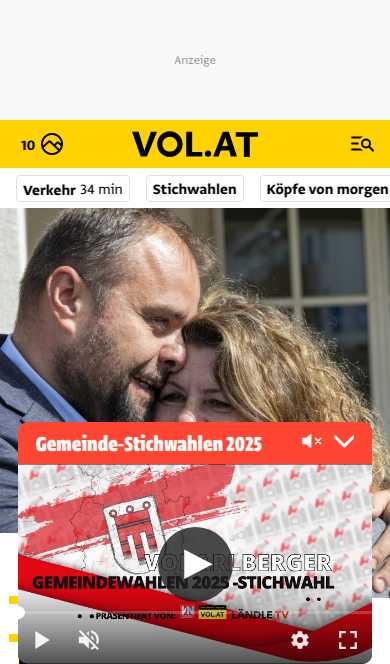 Anzeige
10
VOL.AT
Verkehr 34 min
Stichwahlen
Köpfe von morgen
Gemeinde-Stichwahlen 2025
VORARLBERGER
GEMEINDEWAHLEN 2025 -STICHWAHL
PRÄSENTIERT VON:
VN
VOL.AT
LÄNDLE TV